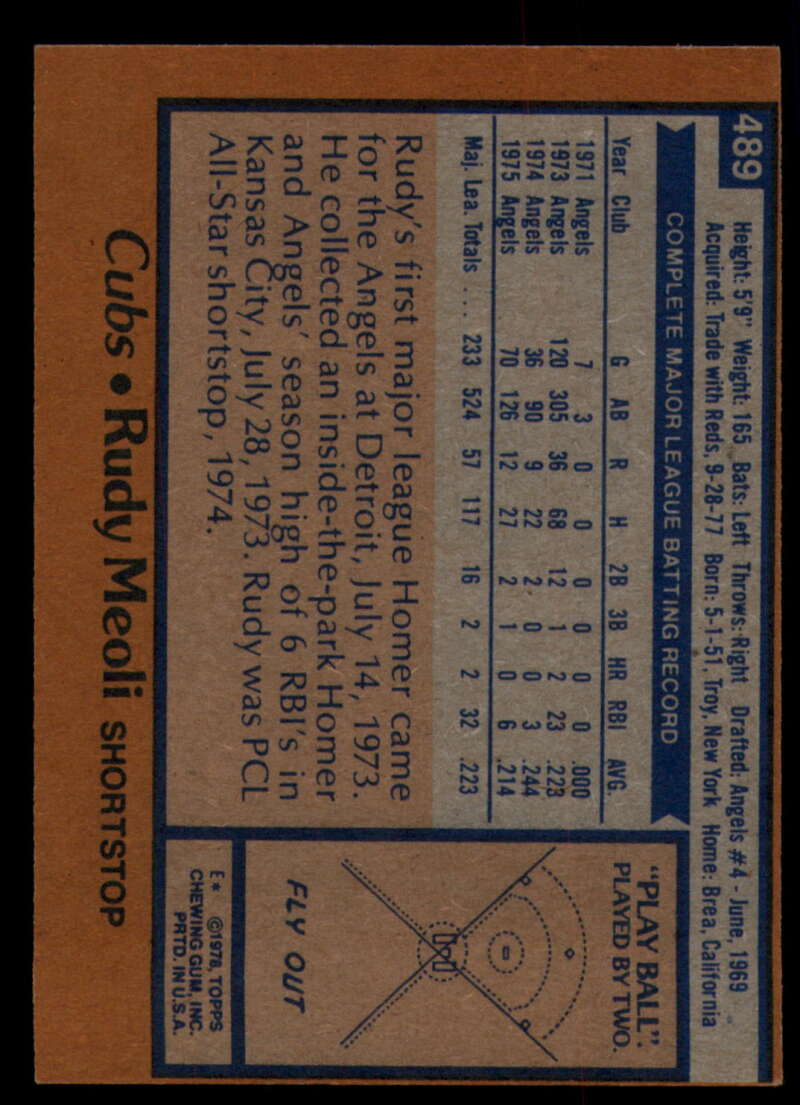 489
Height: 5'9" Weight: 165 Bats: Left Throws: Right Drafted: Angels #4 - June, 1969
Acquired: Trade with Reds, 9-28-77 Born: 5-1-51, Troy, New York Home: Brea, California
COMPLETE MAJOR LEAGUE BATTING RECORD
Year Club G AB R H 2B 3B HR RBI AVG.
1971 Angels 7 3 0 0 0 0 0 0 .000
1973 Angels 120 305 36 68 12 1 2 23 .223
1974 Angels 36 90 9 22 2 0 0 3 .244
1975 Angels 70 126 12 27 2 1 0 6 .214
Maj. Lea. Totals .... 233 524 57 117 16 2 2 32 .223
Rudy's first major league Homer came
for the Angels at Detroit, July 14, 1973.
He collected an inside-the-park Homer
and Angels' season high of 6 RBI's in
Kansas City, July 28, 1973. Rudy was PCL
All-Star shortstop, 1974.
"PLAY BALL":
PLAYED BY TWO.
FLY OUT
E* ©1978, TOPPS
CHEWING GUM, INC.
PRTD. IN U.S.A.
Cubs • Rudy Meoli SHORTSTOP